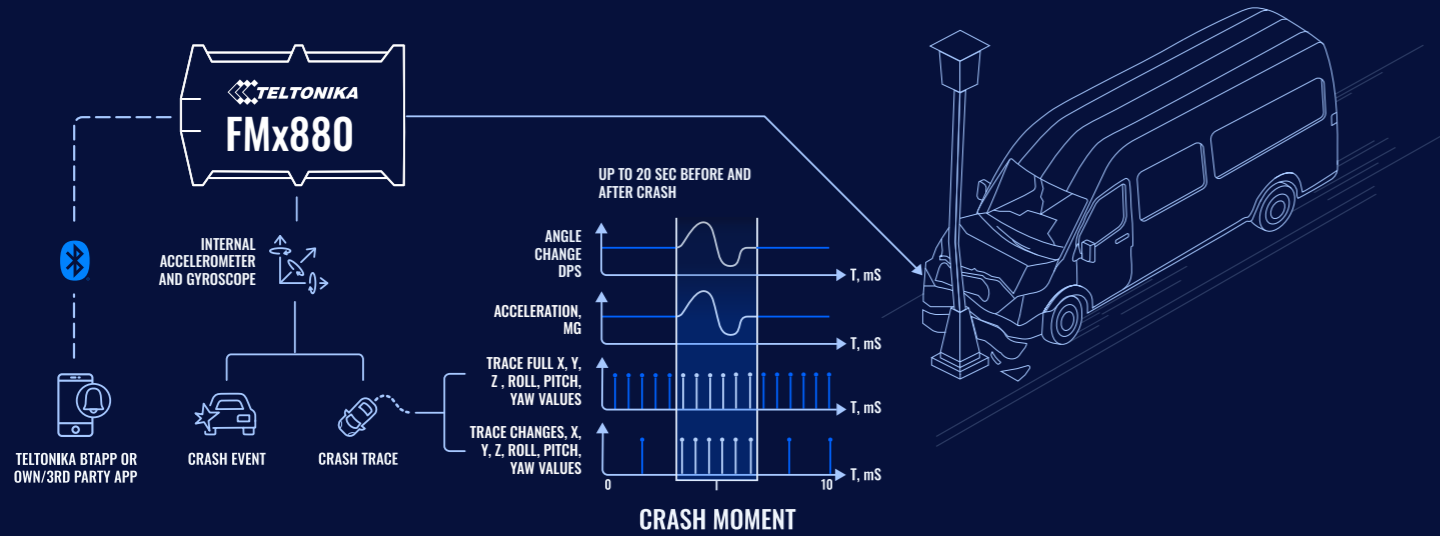 TELTONIKA
FMx880
UP TO 20 SEC BEFORE AND
AFTER CRASH
INTERNAL
ACCELEROMETER
AND GYROSCOPE
ANGLE
CHANGE
DPS
T, mS
ACCELERATION,
MG
T, mS
TRACE FULL X, Y,
Z , ROLL, PITCH,
YAW VALUES
T, mS
TRACE CHANGES, X,
Y, Z, ROLL, PITCH,
YAW VALUES
T, mS
0
10
TELTONIKA BTAPP OR
OWN/3RD PARTY APP
CRASH EVENT
CRASH TRACE
CRASH MOMENT